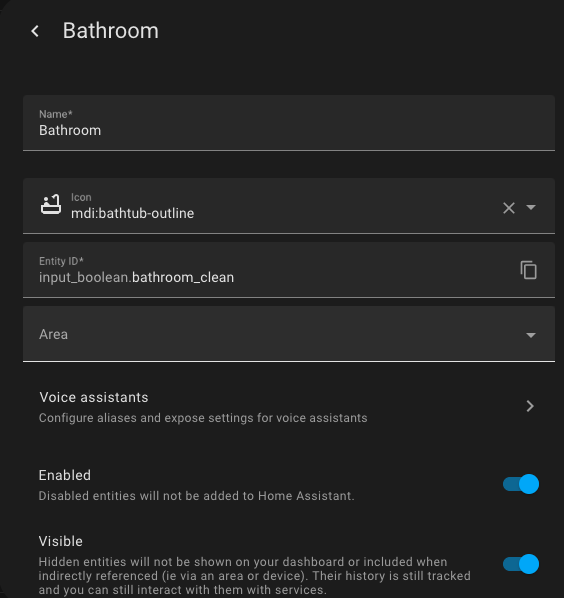 Bathroom
Name*
Bathroom
Icon
mdi:bathtub-outline
Entity ID*
input_boolean.bathroom_clean
Area
Voice assistants
Configure aliases and expose settings for voice assistants
Enabled
Disabled entities will not be added to Home Assistant.
Visible
Hidden entities will not be shown on your dashboard or included when
indirectly referenced (ie via an area or device). Their history is still tracked
and you can still interact with them with services.